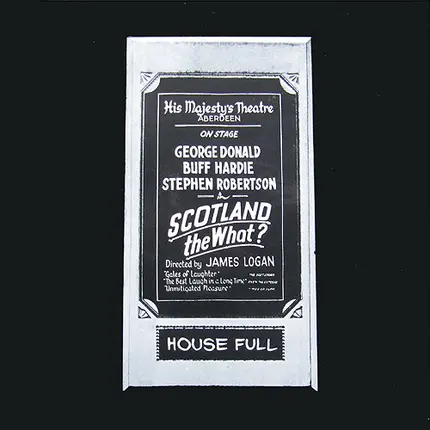 His Majesty's Theatre
ABERDEEN
ON STAGE
GEORGE DONALD
BUFF HARDIE
STEPHEN ROBERTSON
in
SCOTLAND
the What?
Directed by JAMES LOGAN
"Gales of Laughter"
"The Best Laugh in a Long Time"
"Unmitigated Pleasure"
HOUSE FULL